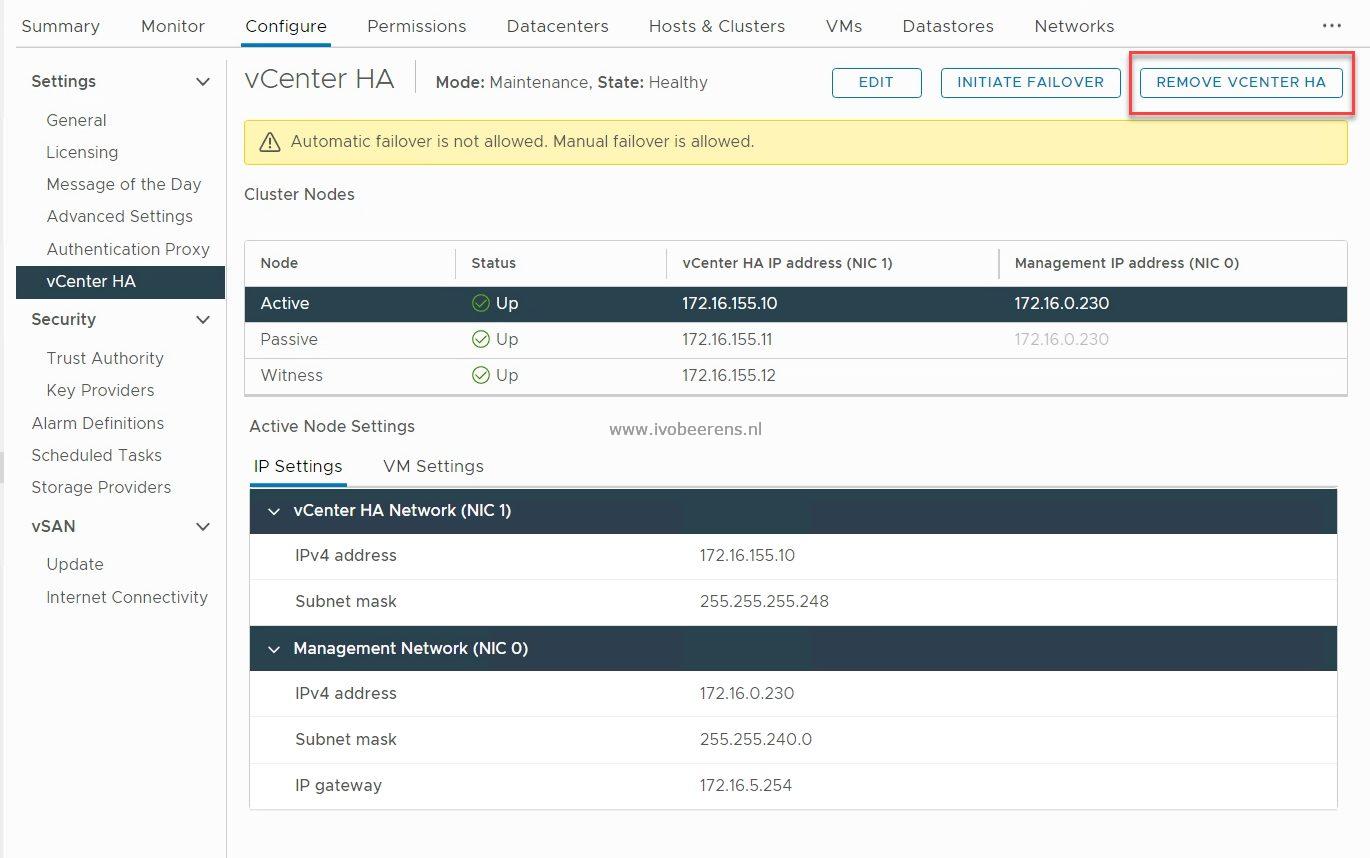 Summary Monitor Configure Permissions Datacenters Hosts & Clusters VMs Datastores Networks ...
Settings
General
Licensing
Message of the Day
Advanced Settings
Authentication Proxy
vCenter HA
Security
Trust Authority
Key Providers
Alarm Definitions
Scheduled Tasks
Storage Providers
vSAN
Update
Internet Connectivity
vCenter HA Mode: Maintenance, State: Healthy EDIT INITIATE FAILOVER REMOVE VCENTER HA
Automatic failover is not allowed. Manual failover is allowed.
Cluster Nodes
Node Status vCenter HA IP address (NIC 1) Management IP address (NIC 0)
Active Up 172.16.155.10 172.16.0.230
Passive Up 172.16.155.11 172.16.0.230
Witness Up 172.16.155.12
Active Node Settings
www.ivobeerens.nl
IP Settings VM Settings
vCenter HA Network (NIC 1)
IPv4 address 172.16.155.10
Subnet mask 255.255.255.248
Management Network (NIC 0)
IPv4 address 172.16.0.230
Subnet mask 255.255.240.0
IP gateway 172.16.5.254